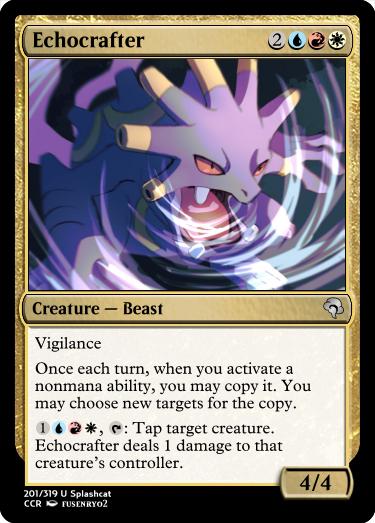 Echocrafter 2
Creature — Beast
Vigilance
Once each turn, when you activate a
nonmana ability, you may copy it. You
may choose new targets for the copy.
1 , : Tap target creature.
Echocrafter deals 1 damage to that
creature's controller.
4/4
201/319 U Splashcat
CCR FUSENRYO2